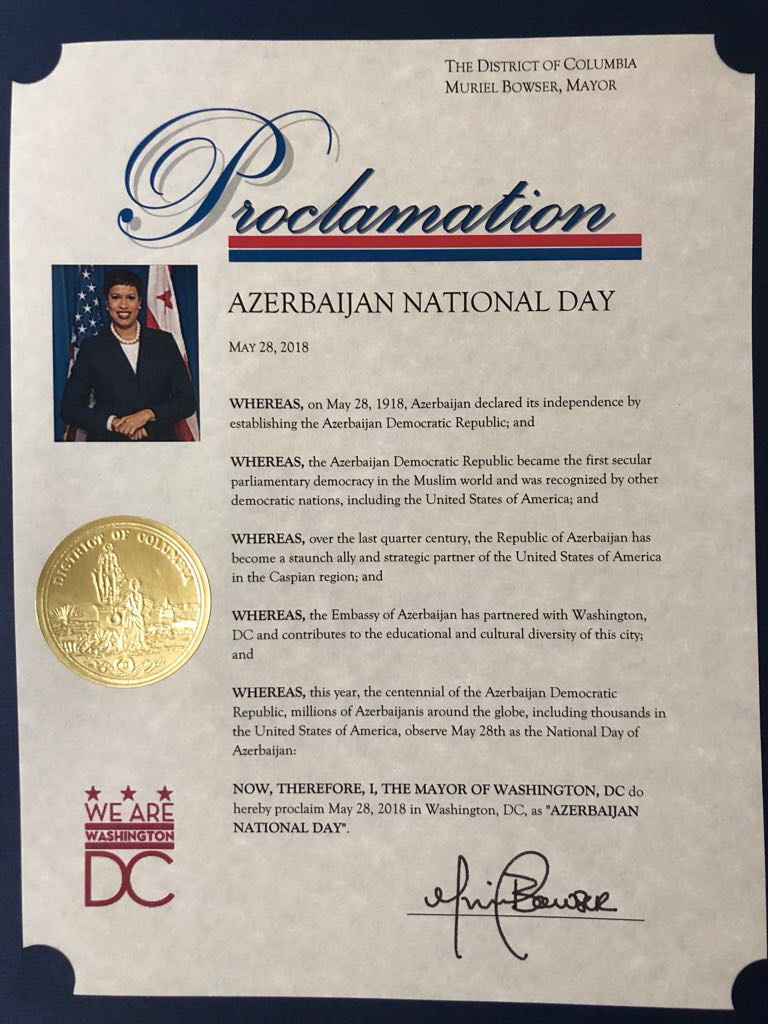 THE DISTRICT OF COLUMBIA
MURIEL BOWSER, MAYOR
Proclamation
AZERBAIJAN NATIONAL DAY
MAY 28, 2018
WHEREAS, on May 28, 1918, Azerbaijan declared its independence by
establishing the Azerbaijan Democratic Republic; and
WHEREAS, the Azerbaijan Democratic Republic became the first secular
parliamentary democracy in the Muslim world and was recognized by other
democratic nations, including the United States of America; and
WHEREAS, over the last quarter century, the Republic of Azerbaijan has
become a staunch ally and strategic partner of the United States of America
in the Caspian region; and
WHEREAS, the Embassy of Azerbaijan has partnered with Washington,
DC and contributes to the educational and cultural diversity of this city;
and
WHEREAS, this year, the centennial of the Azerbaijan Democratic
Republic, millions of Azerbaijanis around the globe, including thousands in
the United States of America, observe May 28th as the National Day of
Azerbaijan:
NOW, THEREFORE, I, THE MAYOR OF WASHINGTON, DC do
hereby proclaim May 28, 2018 in Washington, DC, as "AZERBAIJAN
NATIONAL DAY".
DISTRICT OF COLUMBIA
WE ARE
WASHINGTON
DC
Muriel Bowser